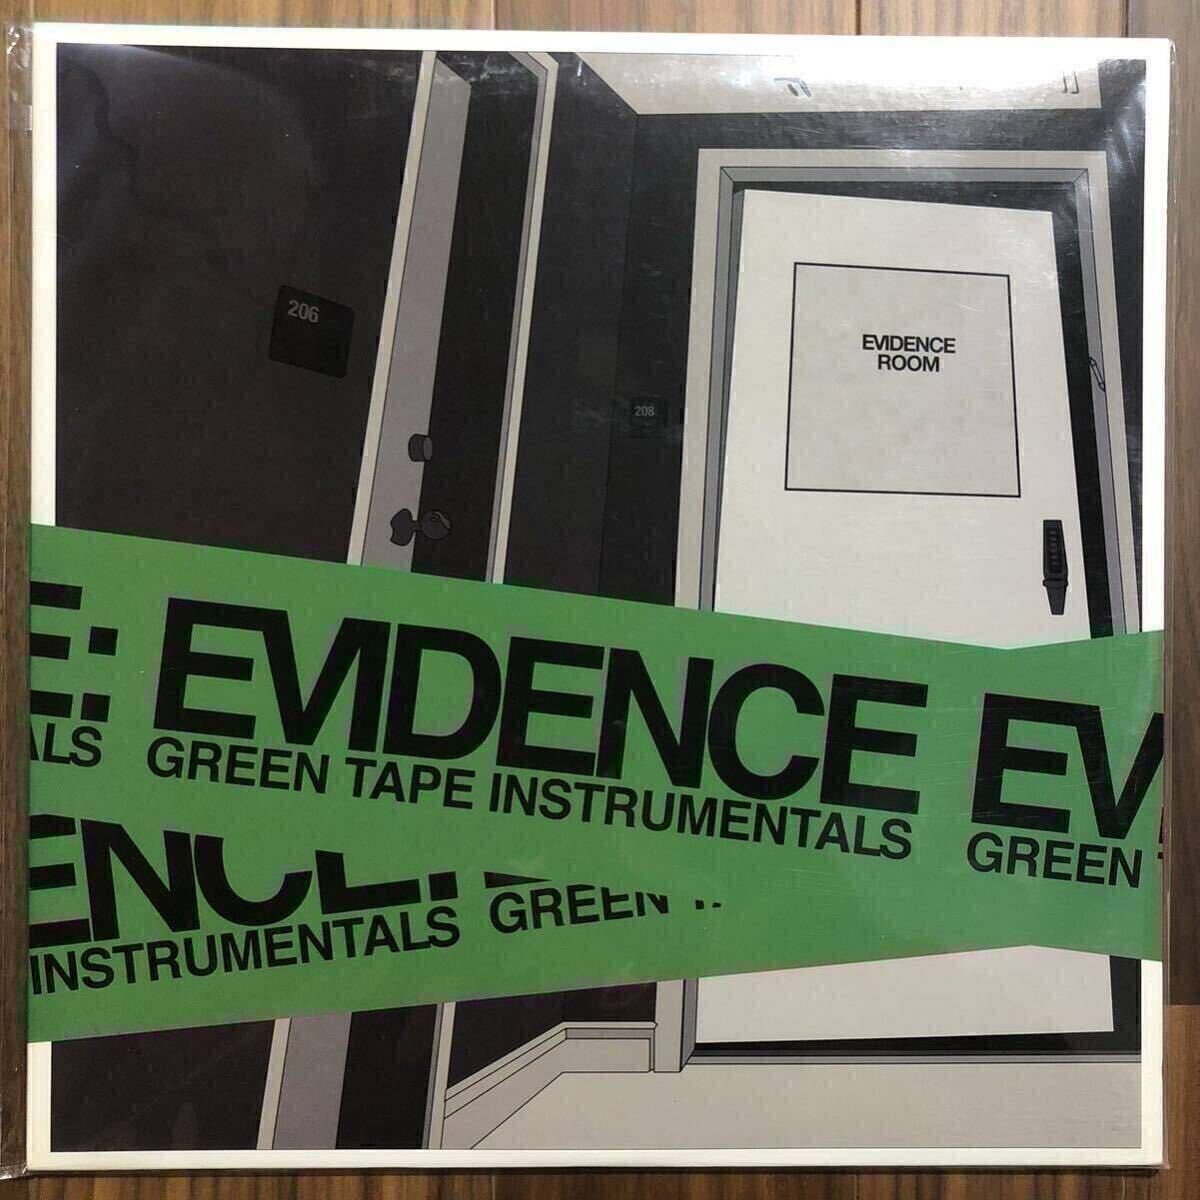 206
208
EVIDENCE
ROOM
E: EVIDENCE EV
ALS GREEN TAPE INSTRUMENTALS GREEN
ENCE:
INSTRUMENTALS GREEN